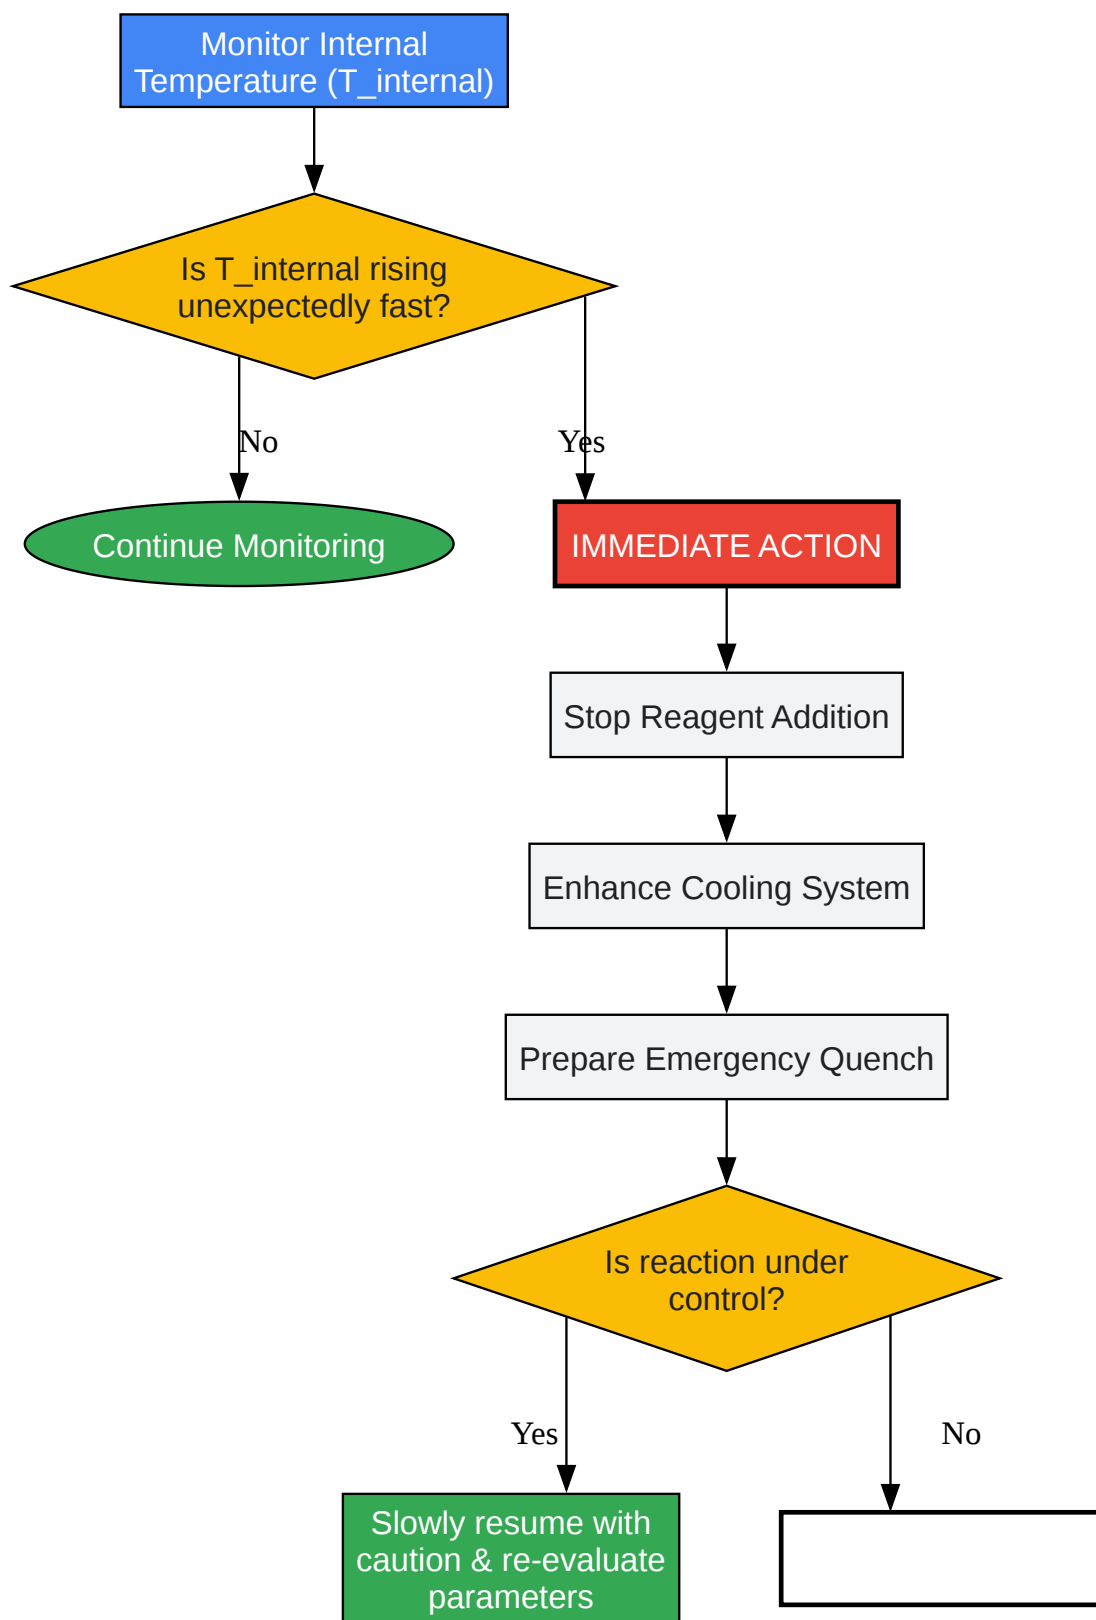 Monitor Internal
Temperature (T_internal)
Is T_internal rising
unexpectedly fast?
No
Yes
Continue Monitoring
IMMEDIATE ACTION
Stop Reagent Addition
Enhance Cooling System
Prepare Emergency Quench
Is reaction under
control?
Yes
No
Slowly resume with
caution & re-evaluate
parameters